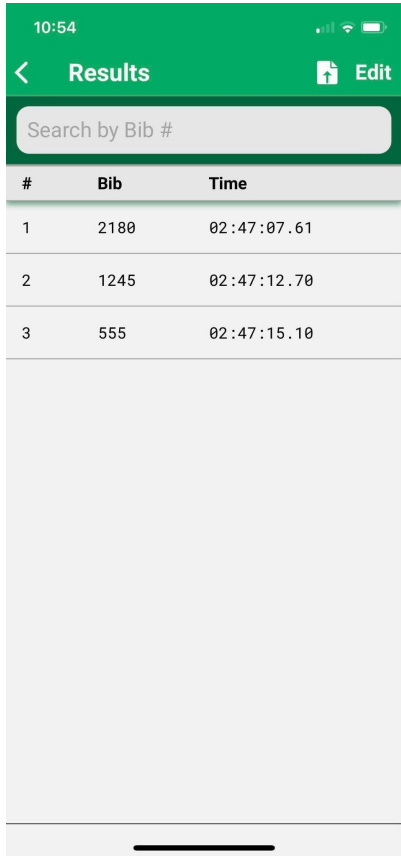 10:54
Results Edit
Search by Bib #
# Bib Time
1 2180 02:47:07.61
2 1245 02:47:12.70
3 555 02:47:15.10